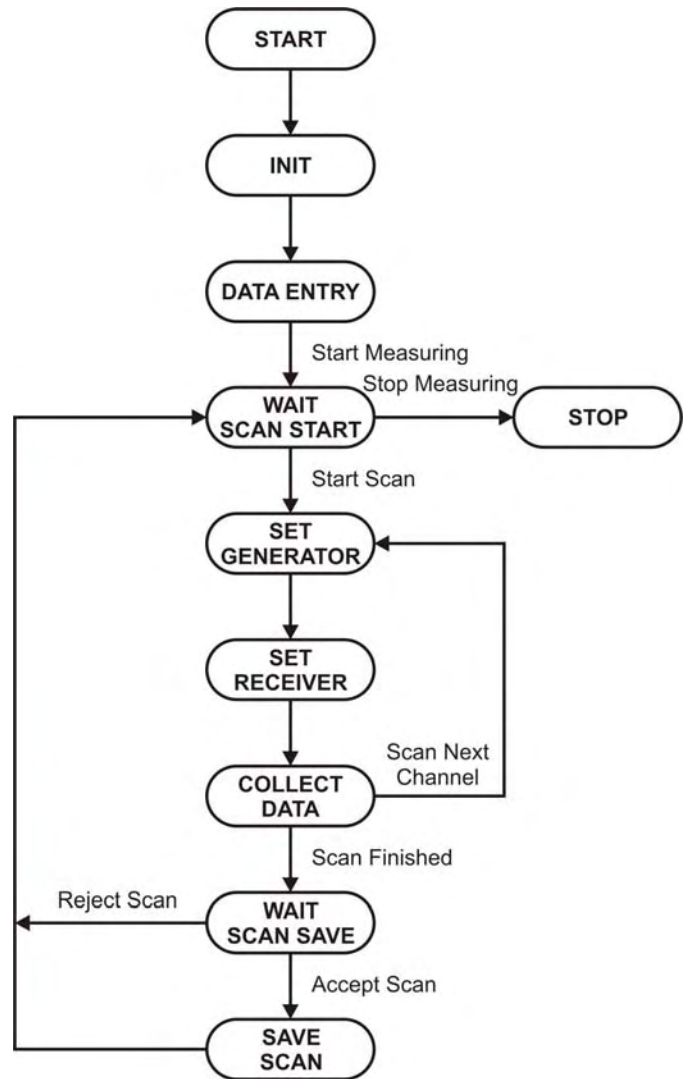 START
INIT
DATA ENTRY
Start Measuring
Stop Measuring
WAIT
SCAN START
STOP
Start Scan
SET
GENERATOR
SET
RECEIVER
Scan Next
Channel
COLLECT
DATA
Scan Finished
Reject Scan
WAIT
SCAN SAVE
Accept Scan
SAVE
SCAN